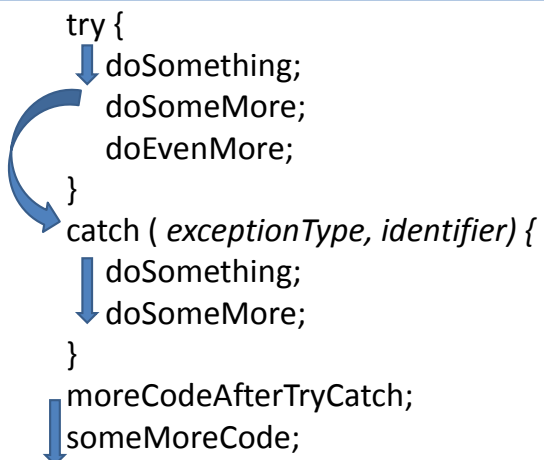 try {
doSomething;
doSomeMore;
doEvenMore;
}
catch ( exceptionType, identifier) {
doSomething;
doSomeMore;
}
moreCodeAfterTryCatch;
someMoreCode;